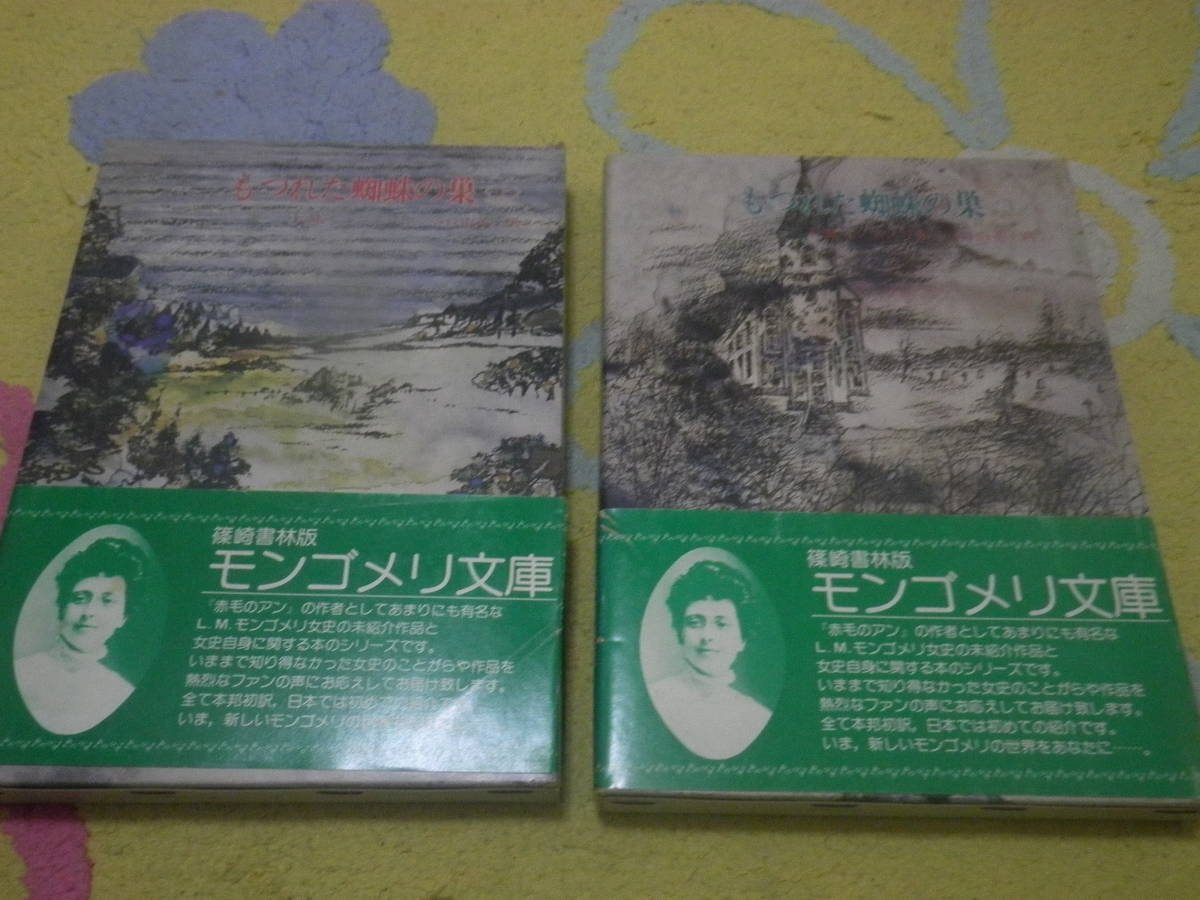 もつれた蜘蛛の巣
篠崎書林版
モンゴメリ文庫
『赤毛のアン』の作者としてあまりにも有名な
L.M.モンゴメリ女史の未紹介作品と
女史自身に関する本のシリーズです。
いままで知り得なかった女史のことがらや作品を
熱烈なファンの声にお応えしてお届け致します。
全て本邦初訳，日本では初めての紹介で
いま，新しいモンゴメリの
もつれた蜘蛛の巣
篠崎書林版
モンゴメリ文庫
『赤毛のアン』の作者としてあまりにも有名な
L.M.モンゴメリ女史の未紹介作品と
女史自身に関する本のシリーズです。
いままで知り得なかった女史のことがらや作品を
熱烈なファンの声にお応えしてお届け致します。
全て本邦初訳，日本では初めての紹介です。
いま，新しいモンゴメリの世界をあなたに……。